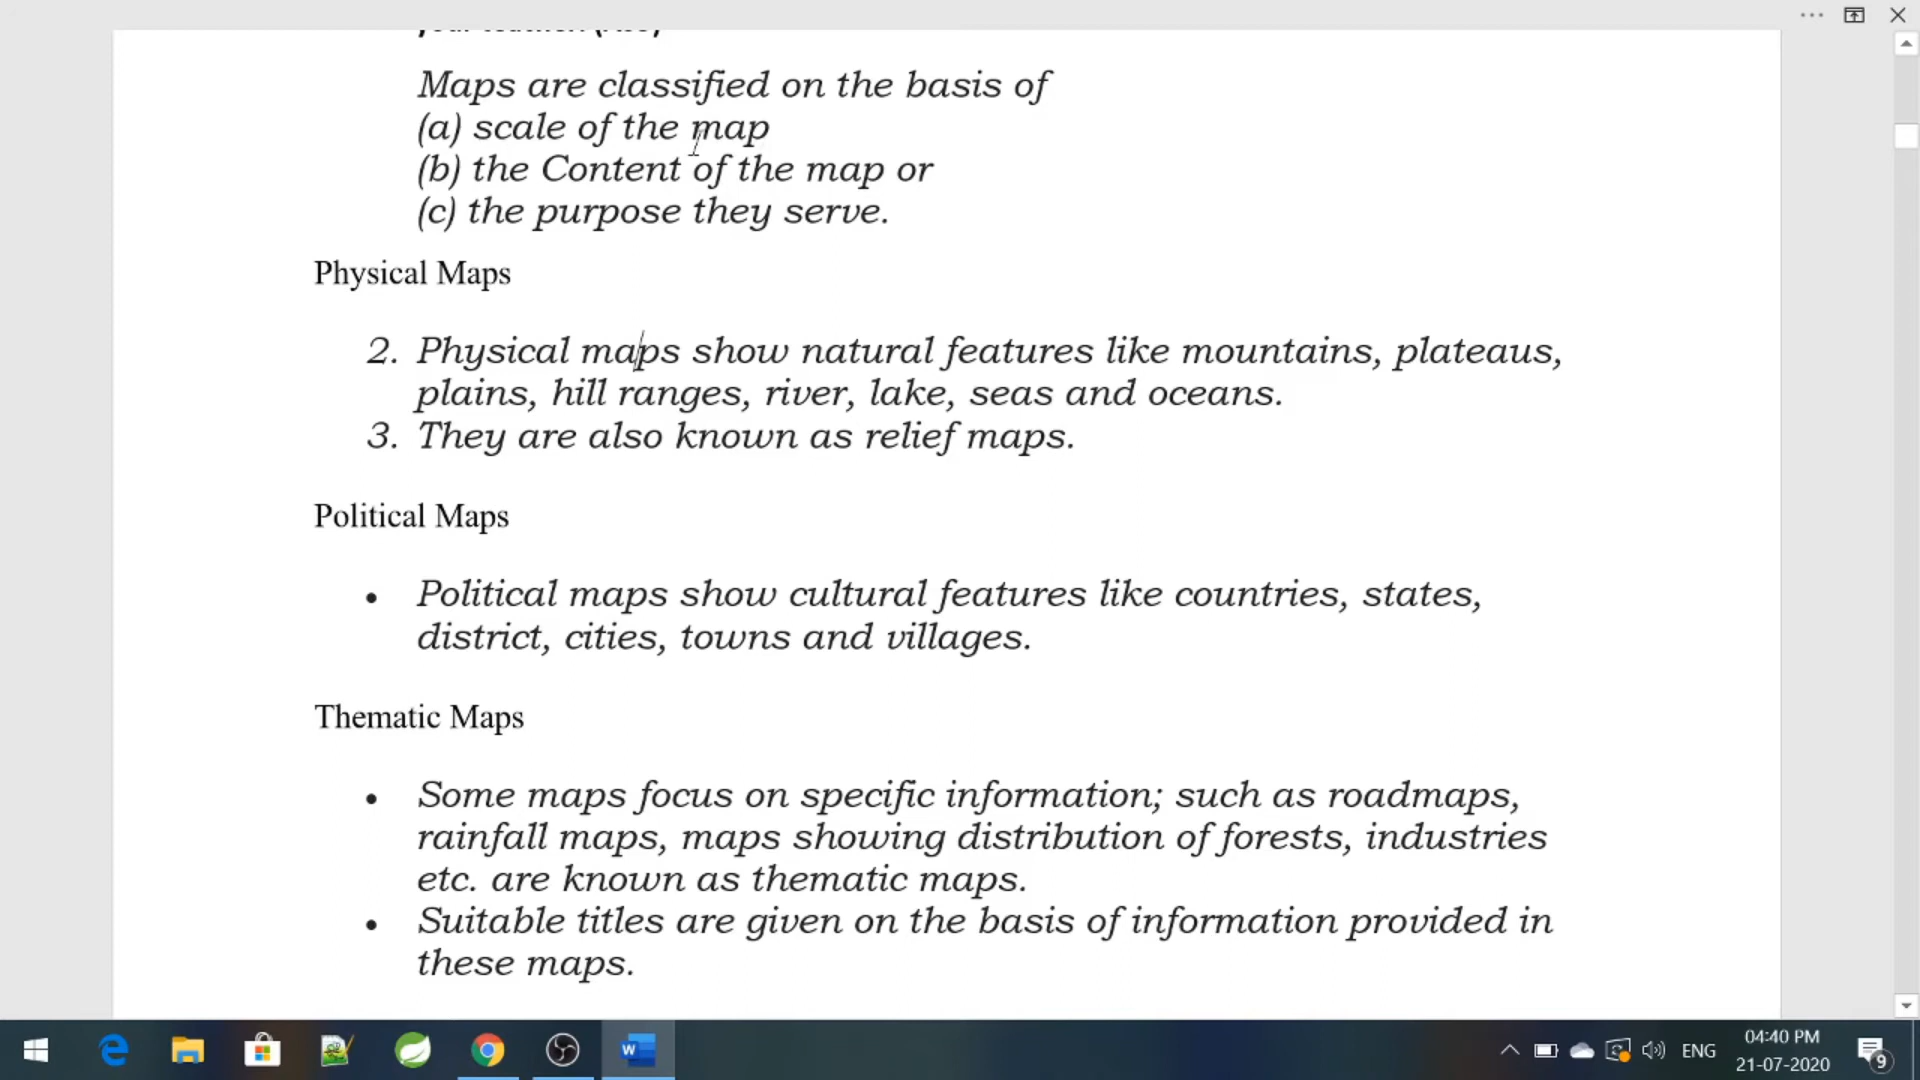 Maps are classified on the basis of
(a) scale of the map
(b) the Content of the map or
(c) the purpose they serve.
Physical Maps
2. Physical maps show natural features like mountains, plateaus,
plains, hill ranges, river, lake, seas and oceans.
3. They are also known as relief maps.
Political Maps
• Political maps show cultural features like countries, states,
district, cities, towns and villages.
Thematic Maps
• Some maps focus on specific information; such as roadmaps,
rainfall maps, maps showing distribution of forests, industries
etc. are known as thematic maps.
• Suitable titles are given on the basis of information provided in
these maps.
ENG
04:40 PM
21-07-2020
9